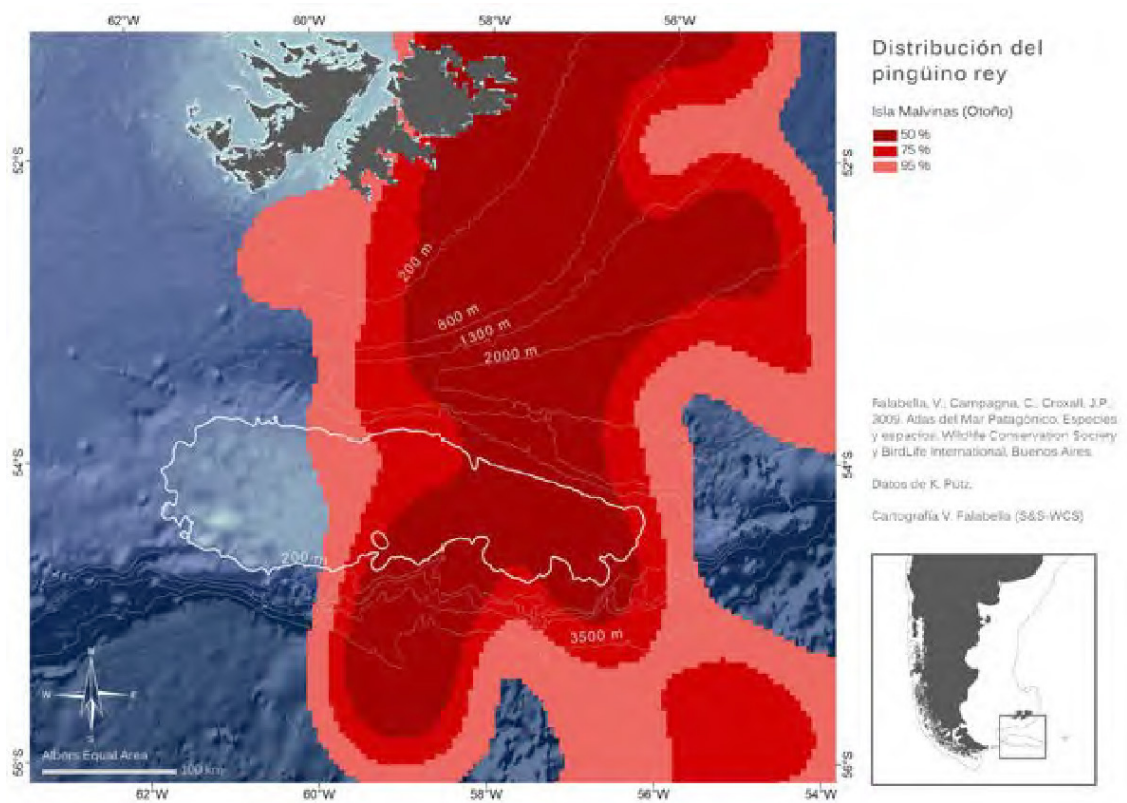 62°W 60°W 58°W 56°W
Distribución del
pingüino rey
Isla Malvinas (Otoño)
50 %
75 %
95 %
52°S
52°S
200 m
800 m
1300 m
2000 m
Falabella, V., Campagna, C., Croxall, J.P.,
3009. Atlas del Mar Patagónico. Especies
y espacios. Wildlife Conservation Society
y BirdLife International, Buenos Aires.
54°S
54°S
Datos de K. Pütz.
Cartografía V. Falabella (S&S-WCS)
200 m
3500 m
N
W E
S
Albers Equal Area
100 km
56°S
56°S
62°W 60°W 58°W 56°W 54°W